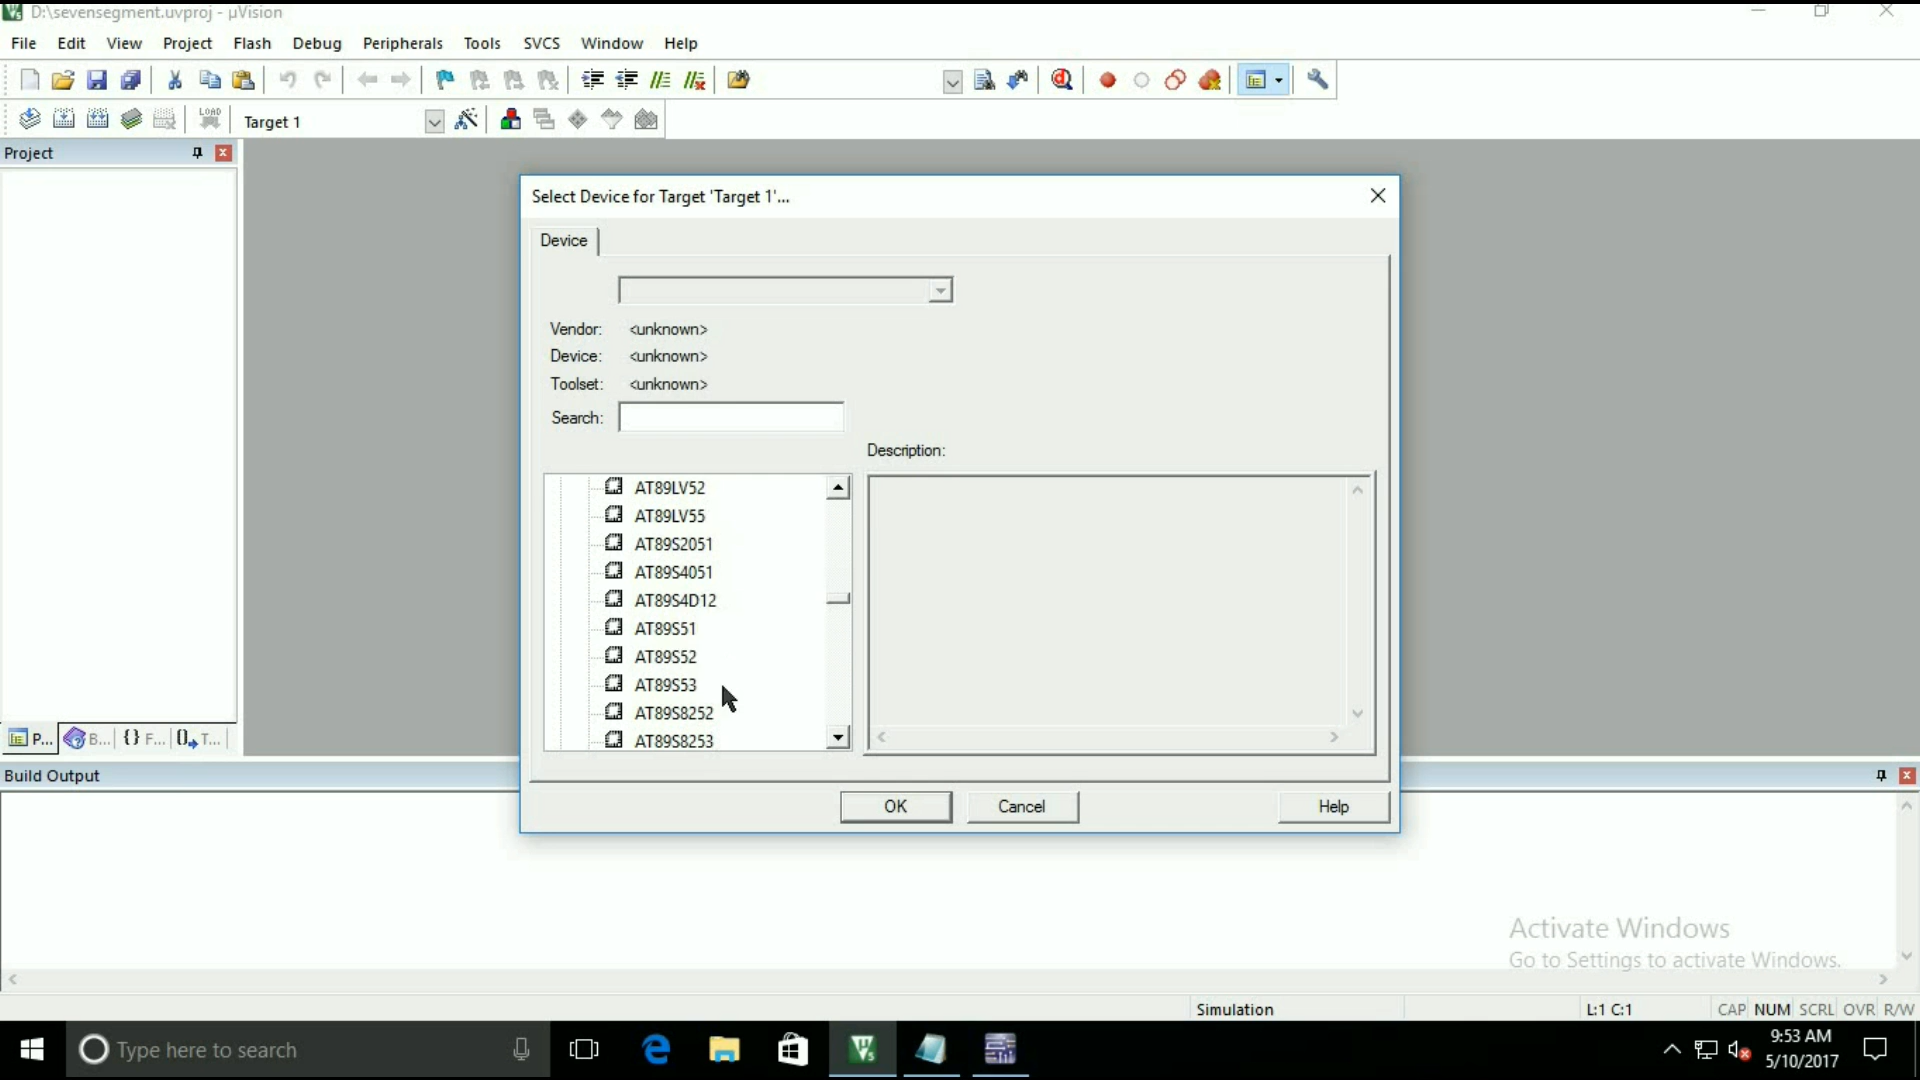 D:\sevensegment.uvproj - µVision
File Edit View Project Flash Debug Peripherals Tools SVCS Window Help
LOAD
Target 1
Project
Select Device for Target 'Target 1'...
Device
Vendor: <unknown>
Device: <unknown>
Toolset: <unknown>
Search:
Description:
AT89LV52
AT89LV55
AT89S2051
AT89S4051
AT89S4D12
AT89S51
AT89S52
AT89S53
AT89S8252
AT89S8253
P... B... {} F... T...
OK Cancel Help
Build Output
Activate Windows
Go to Settings to activate Windows.
Simulation L:1 C:1 CAP NUM SCRL OVR R/W
Type here to search
9:53 AM
5/10/2017